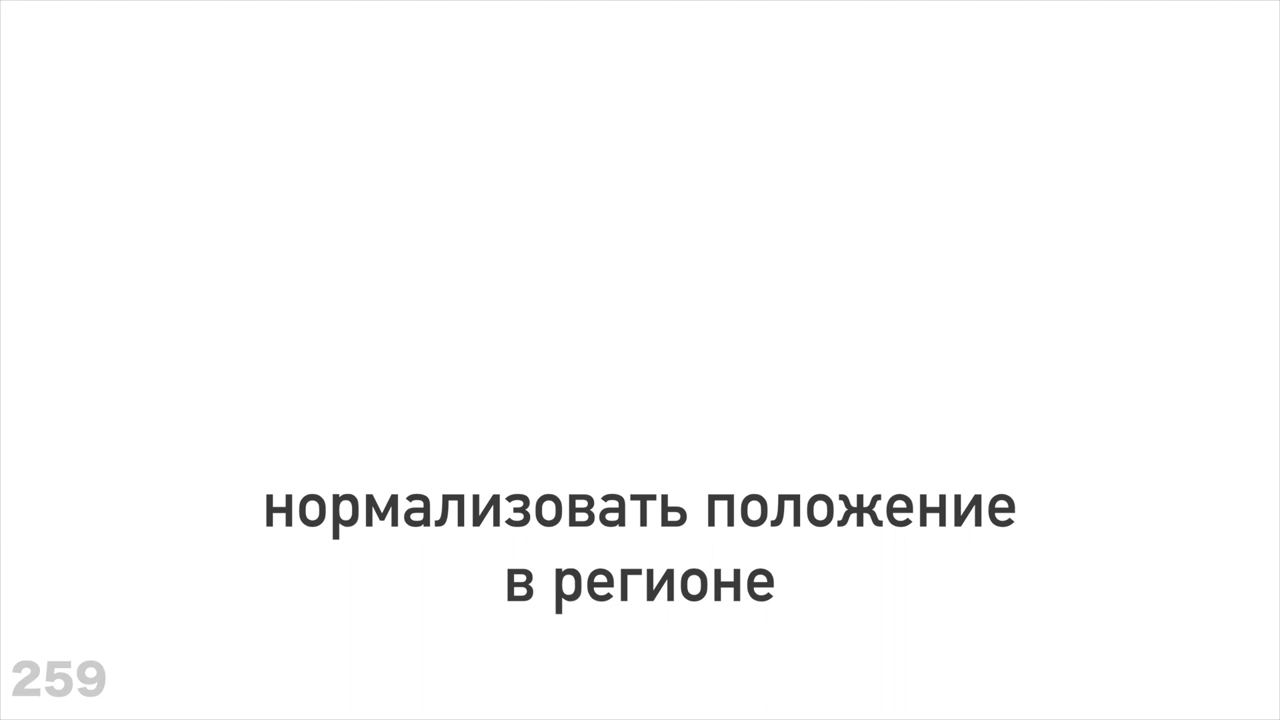 нормализовать положение
в регионе
259